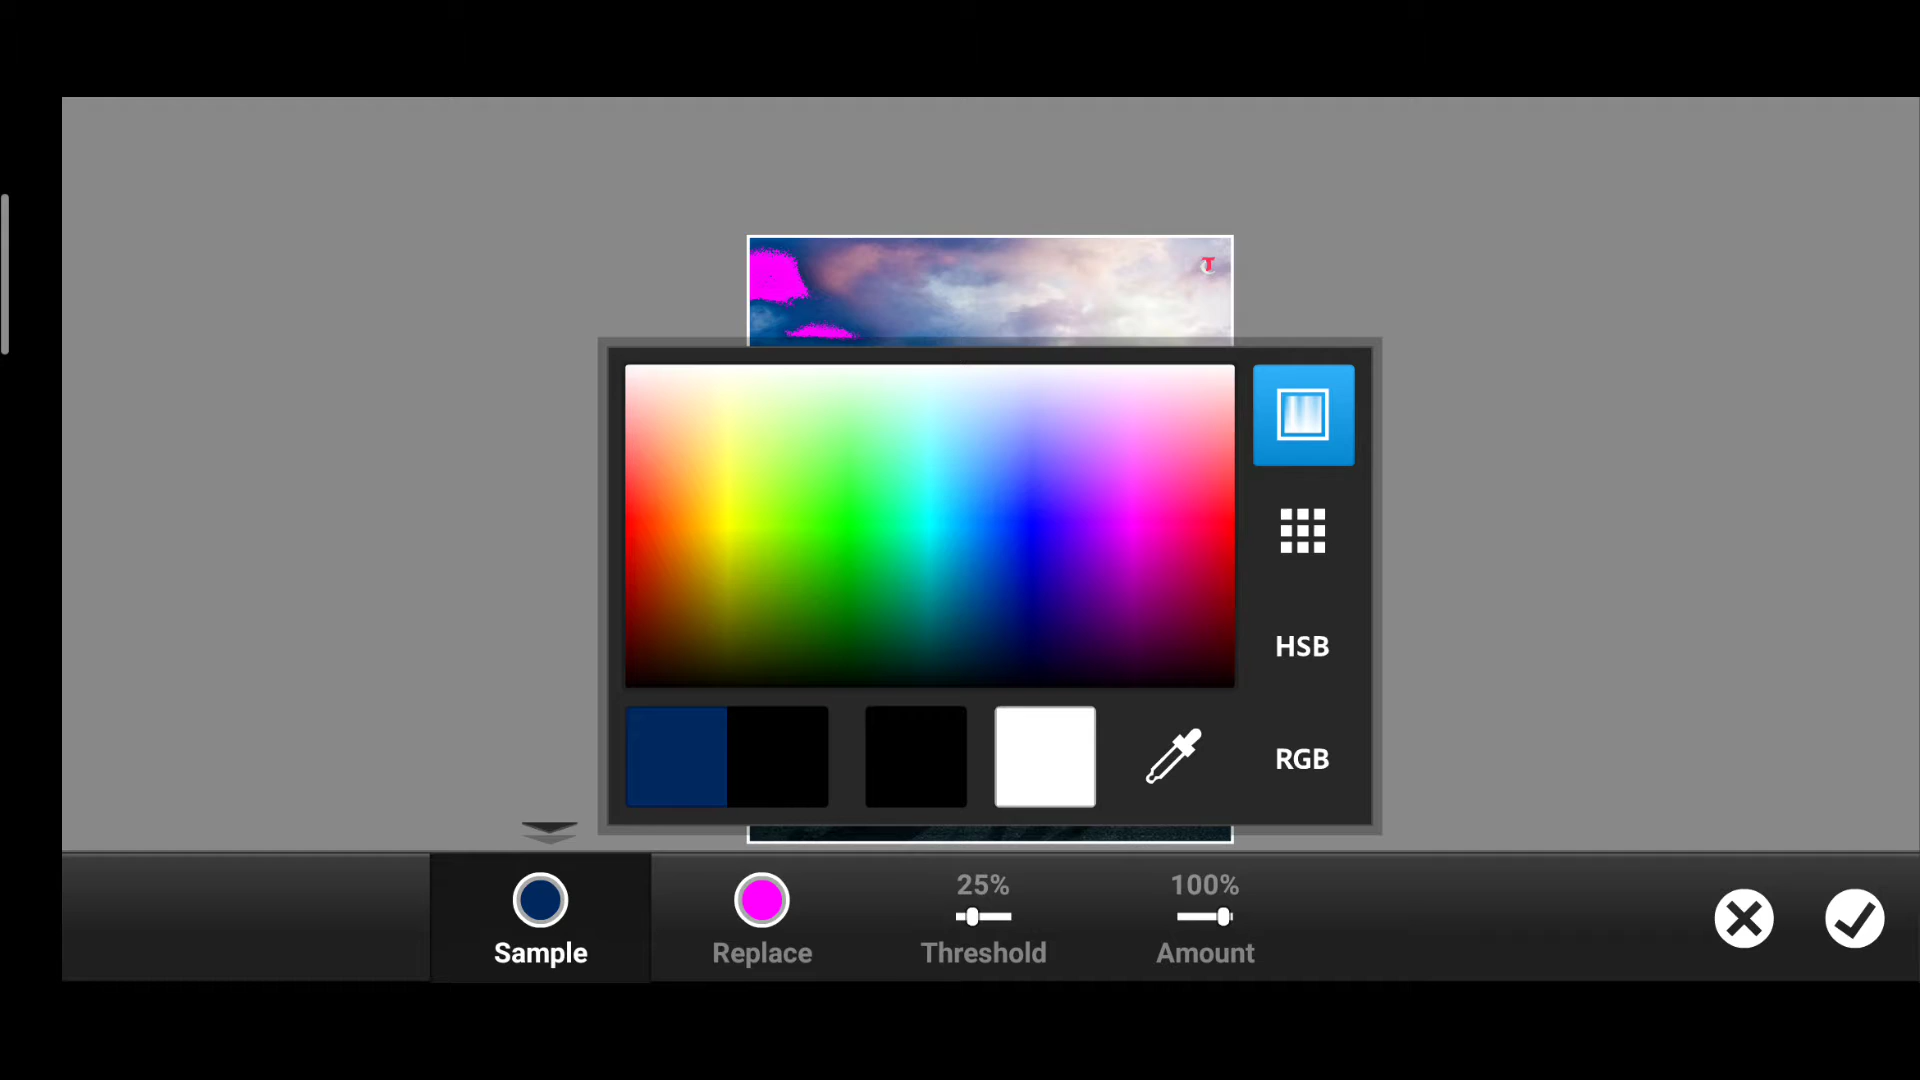 T
HSB
RGB
25%
100%
Sample
Replace
Threshold
Amount